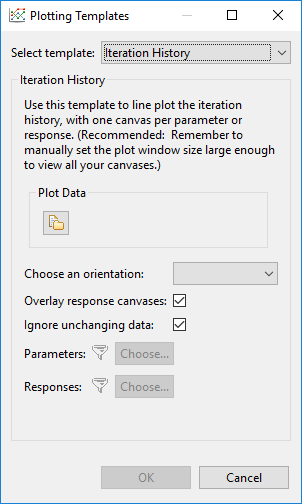 Plotting Templates
Select template: Iteration History
Iteration History
Use this template to line plot the iteration
history, with one canvas per parameter or
response. (Recommended:  Remember to
manually set the plot window size large enough
to view all your canvases.)
Plot Data
Choose an orientation:
Overlay response canvases:
Ignore unchanging data:
Parameters: Choose...
Responses: Choose...
OK Cancel